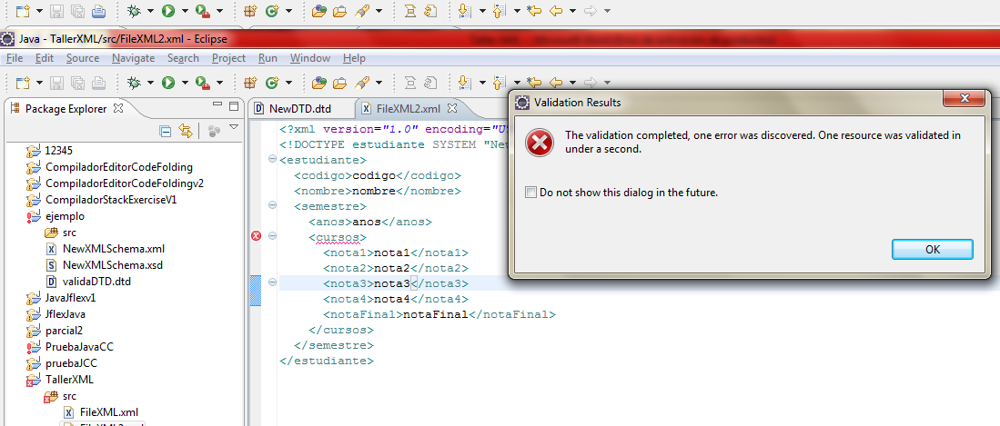 Java - TallerXML/src/FileXML2.xml - Eclipse
File Edit Source Navigate Search Project Run Window Help
Package Explorer
12345
CompiladorEditorCodeFolding
CompiladorEditorCodeFoldingv2
CompiladorStackExerciseV1
ejemplo
src
NewXMLSchema.xml
NewXMLSchema.xsd
validaDTD.dtd
JavaJflexv1
JflexJava
parcial2
PruebaJavaCC
pruebaJCC
TallerXML
src
FileXML.xml
NewDTD.dtd FileXML2.xml
<?xml version="1.0" encoding="U
<!DOCTYPE estudiante SYSTEM "Ne
<estudiante>
<codigo>codigo</codigo>
<nombre>nombre</nombre>
<semestre>
<anos>anos</anos>
<cursos>
<nota1>nota1</nota1>
<nota2>nota2</nota2>
<nota3>nota3</nota3>
<nota4>nota4</nota4>
<notaFinal>notaFinal</notaFinal>
</cursos>
</semestre>
</estudiante>
Validation Results
The validation completed, one error was discovered. One resource was validated in
under a second.
Do not show this dialog in the future.
OK